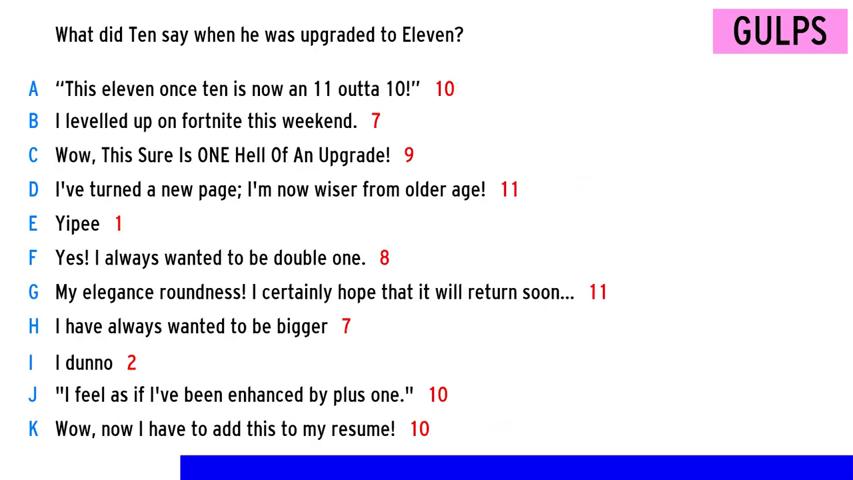 What did Ten say when he was upgraded to Eleven?
GULPS
A “This eleven once ten is now an 11 outta 10!” 10
B I levelled up on fortnite this weekend. 7
C Wow, This Sure Is ONE Hell Of An Upgrade! 9
D I've turned a new page; I'm now wiser from older age! 11
E Yipee 1
F Yes! I always wanted to be double one. 8
G My elegance roundness! I certainly hope that it will return soon... 11
H I have always wanted to be bigger 7
I I dunno 2
J "I feel as if I've been enhanced by plus one." 10
K Wow, now I have to add this to my resume! 10